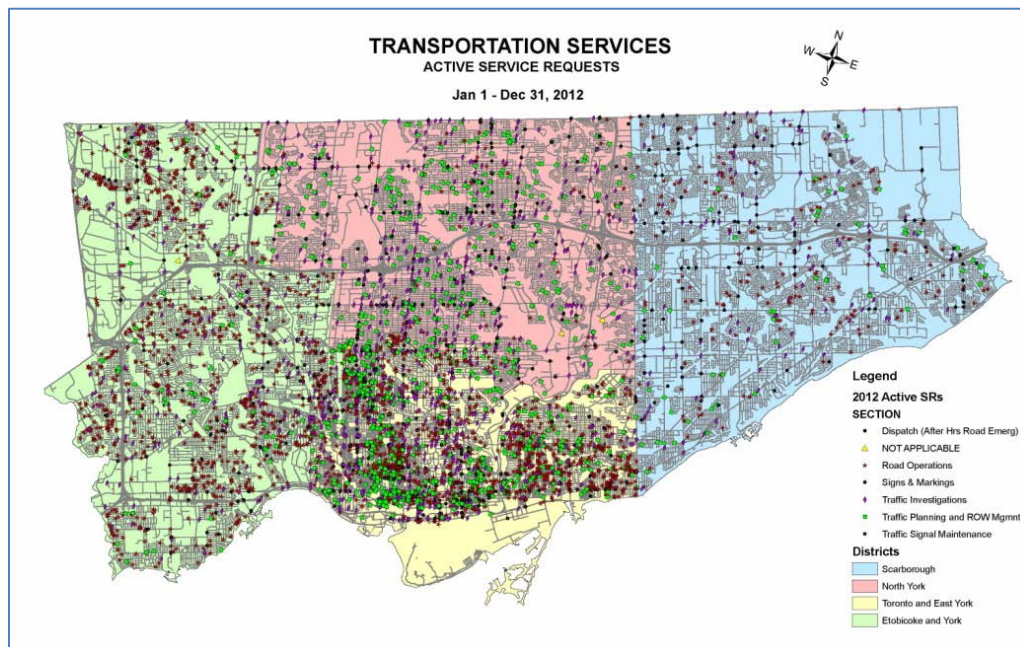 TRANSPORTATION SERVICES
ACTIVE SERVICE REQUESTS
Jan 1 - Dec 31, 2012
N
W
E
S
Legend
2012 Active SRs
SECTION
Dispatch (After Hrs Road Emerg)
NOT APPLICABLE
Road Operations
Signs & Markings
Traffic Investigations
Traffic Planning and ROW Mgmnt
Traffic Signal Maintenance
Districts
Scarborough
North York
Toronto and East York
Etobicoke and York